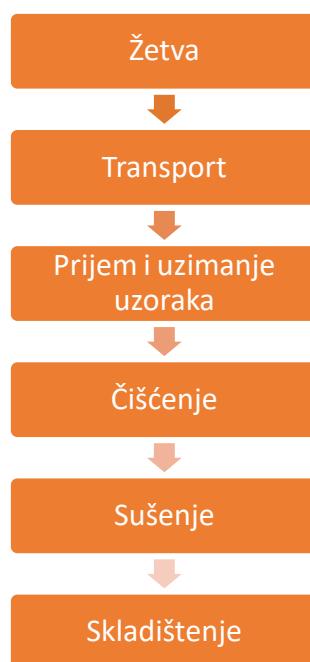 Žetva
Transport
Prijem i uzimanje
uzoraka
Čišćenje
Sušenje
Skladištenje